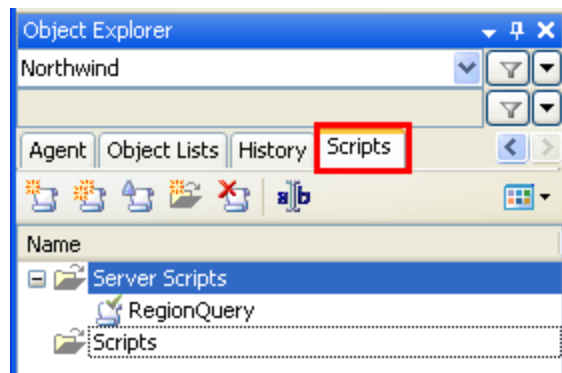 Object Explorer
Northwind
Agent Object Lists History Scripts
a b
Name
Server Scripts
RegionQuery
Scripts